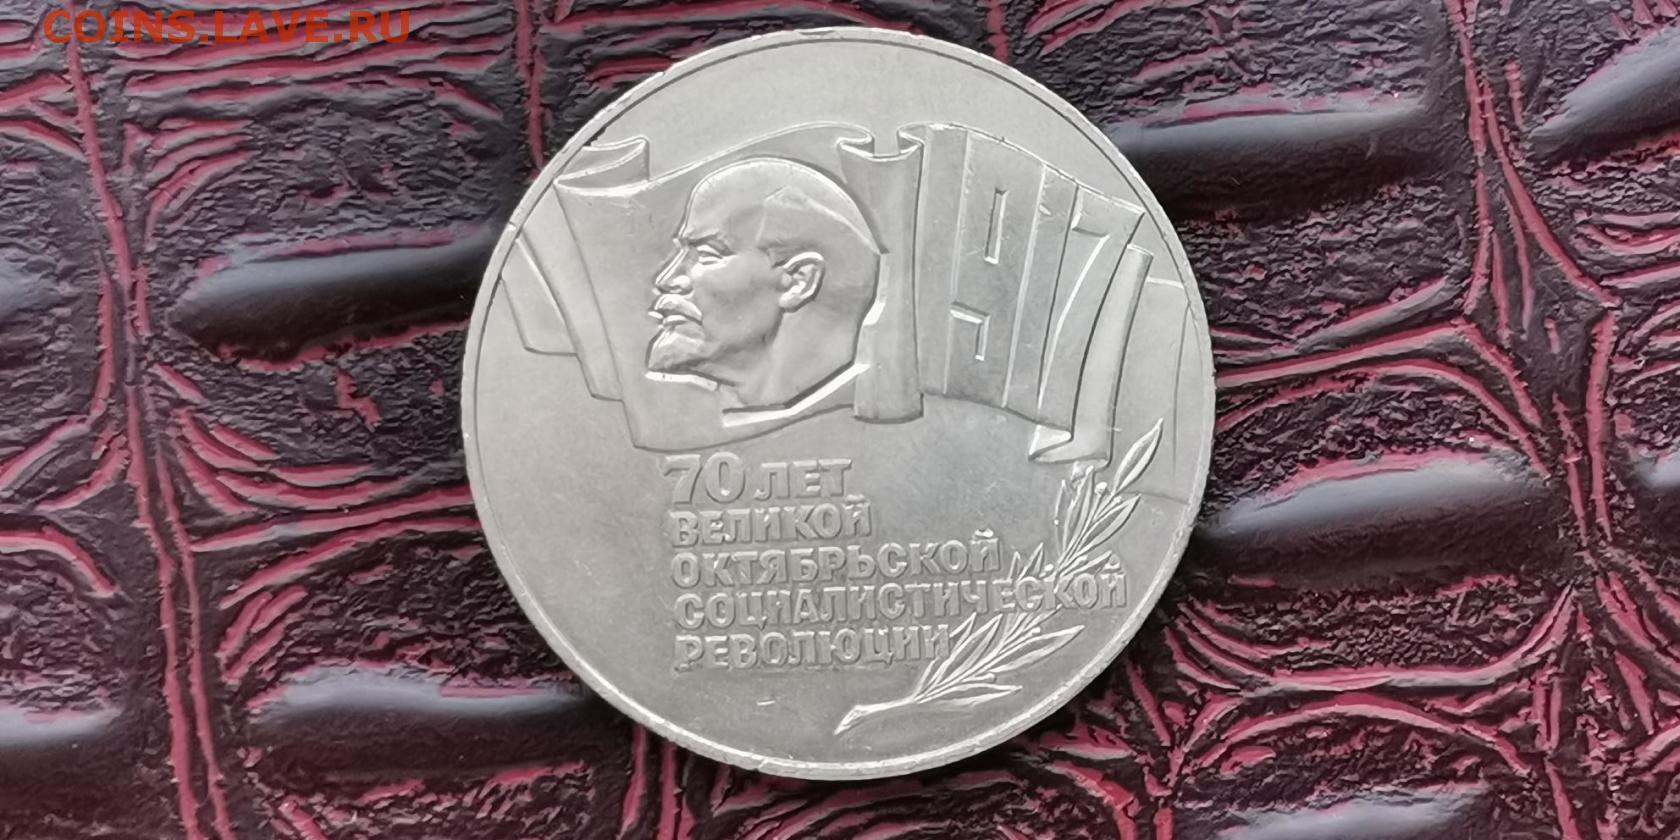 COINS.LAVE.RU
1917
70 ЛЕТ
ВЕЛИКОЙ
ОКТЯБРЬСКОЙ
СОЦИАЛИСТИЧЕСКОЙ
РЕВОЛЮЦИИ